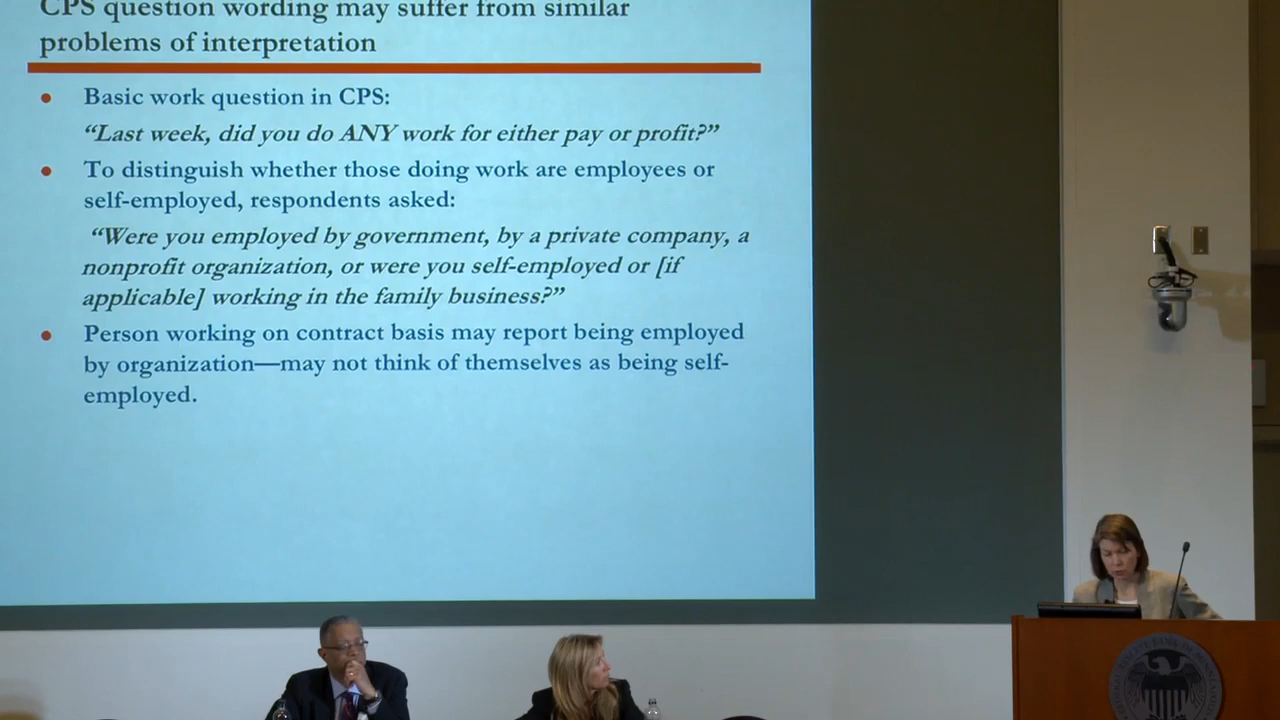 CPS question wording may suffer from similar
problems of interpretation
• Basic work question in CPS:
“Last week, did you do ANY work for either pay or profit?”
• To distinguish whether those doing work are employees or
self-employed, respondents asked:
“Were you employed by government, by a private company, a
nonprofit organization, or were you self-employed or [if
applicable] working in the family business?”
• Person working on contract basis may report being employed
by organization—may not think of themselves as being self-
employed.